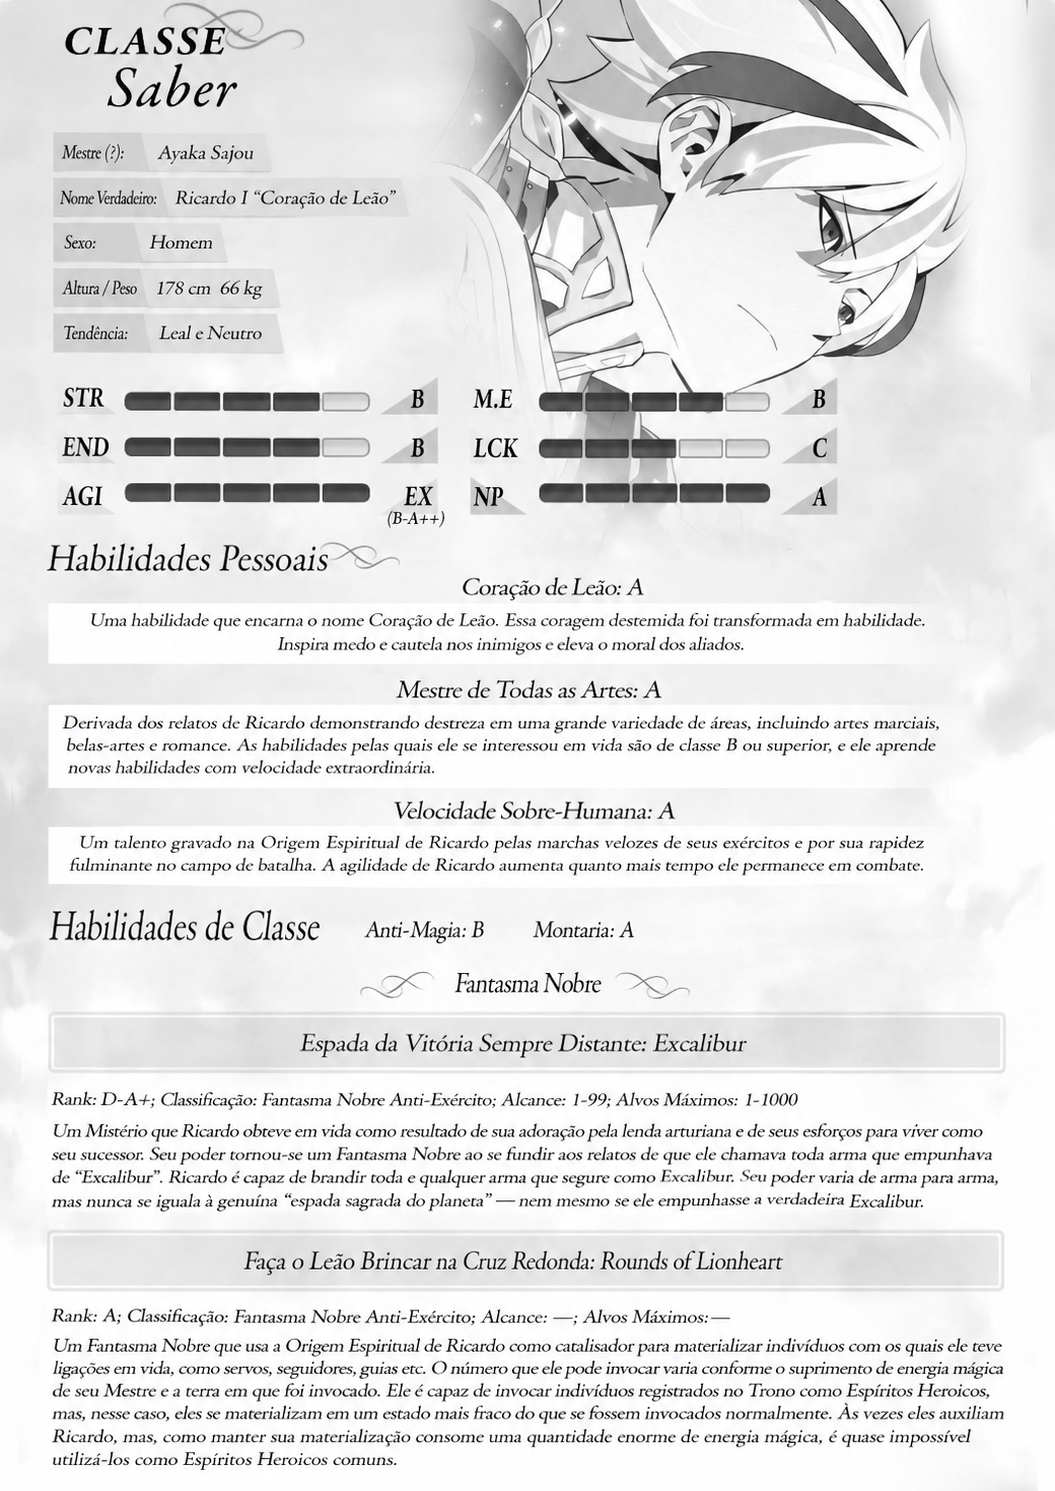 CLASSE
Saber
Mestre (?): Ayaka Sajou
Nome Verdadeiro: Ricardo I “Coração de Leão”
Sexo: Homem
Altura / Peso 178 cm 66 kg
Tendência: Leal e Neutro
STR B M.E B
END B LCK C
AGI EX NP A
(B-A++)
Habilidades Pessoais
Coração de Leão: A
Uma habilidade que encarna o nome Coração de Leão. Essa coragem destemida foi transformada em habilidade.
Inspira medo e cautela nos inimigos e eleva o moral dos aliados.
Mestre de Todas as Artes: A
Derivada dos relatos de Ricardo demonstrando destreza em uma grande variedade de áreas, incluindo artes marciais,
belas-artes e romance. As habilidades pelas quais ele se interessou em vida são de classe B ou superior, e ele aprende
novas habilidades com velocidade extraordinária.
Velocidade Sobre-Humana: A
Um talento gravado na Origem Espiritual de Ricardo pelas marchas velozes de seus exércitos e por sua rapidez
fulminante no campo de batalha. A agilidade de Ricardo aumenta quanto mais tempo ele permanece em combate.
Habilidades de Classe Anti-Magia: B Montaria: A
Fantasma Nobre
Espada da Vitória Sempre Distante: Excalibur
Rank: D-A+; Classificação: Fantasma Nobre Anti-Exército; Alcance: 1-99; Alvos Máximos: 1-1000
Um Mistério que Ricardo obteve em vida como resultado de sua adoração pela lenda arturiana e de seus esforços para viver como
seu sucessor. Seu poder tornou-se um Fantasma Nobre ao se fundir aos relatos de que ele chamava toda arma que empunhava
de “Excalibur”. Ricardo é capaz de brandir toda e qualquer arma que segure como Excalibur. Seu poder varia de arma para arma,
mas nunca se iguala à genuína “espada sagrada do planeta” — nem mesmo se ele empunhasse a verdadeira Excalibur.
Faça o Leão Brincar na Cruz Redonda: Rounds of Lionheart
Rank: A; Classificação: Fantasma Nobre Anti-Exército; Alcance: —; Alvos Máximos: —
Um Fantasma Nobre que usa a Origem Espiritual de Ricardo como catalisador para materializar indivíduos com os quais ele teve
ligações em vida, como servos, seguidores, guias etc. O número que ele pode invocar varia conforme o suprimento de energia mágica
de seu Mestre e a terra em que foi invocado. Ele é capaz de invocar indivíduos registrados no Trono como Espíritos Heroicos,
mas, nesse caso, eles se materializam em um estado mais fraco do que se fossem invocados normalmente. Às vezes eles auxiliam
Ricardo, mas, como manter sua materialização consome uma quantidade enorme de energia mágica, é quase impossível
utilizá-los como Espíritos Heroicos comuns.